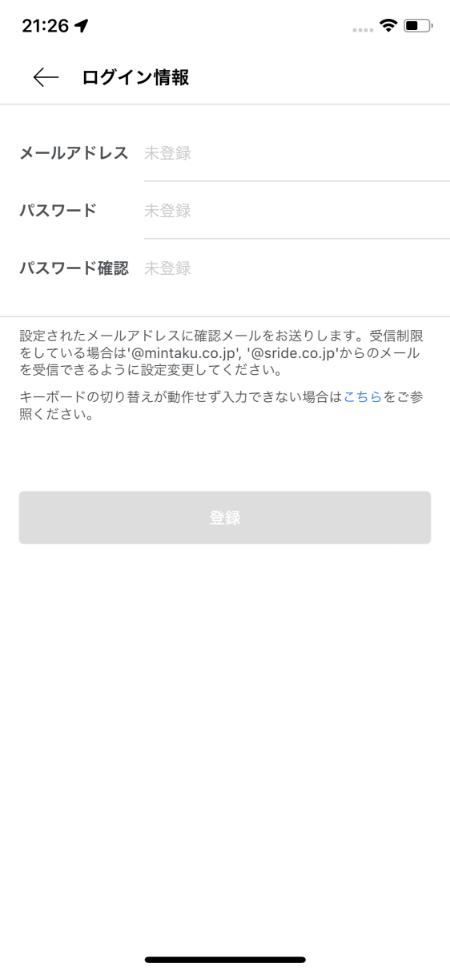 21:26
ログイン情報
メールアドレス 未登録
パスワード 未登録
パスワード確認 未登録
設定されたメールアドレスに確認メールをお送りします。受信制限
をしている場合は'@mintaku.co.jp', '@sride.co.jp'からのメール
を受信できるように設定変更してください。
キーボードの切り替えが動作せず入力できない場合はこちらをご参
照ください。
登録